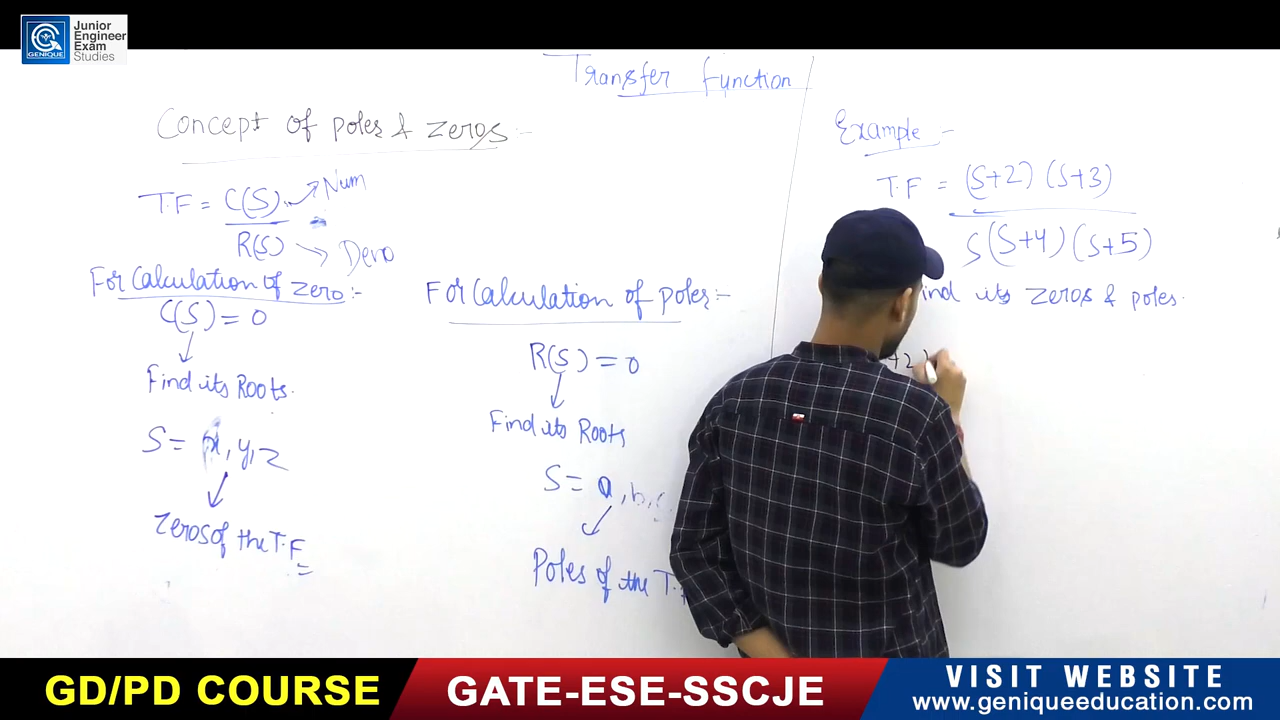 GENIQUE
Junior
Engineer
Exam
Studies
Transfer function
Concept of poles & zeros :-
T.F = C(S) → Num
R(S) → Deno
For Calculation of zero :-
C(S) = 0
Find its Roots.
S = x, y, z
zeros of the T.F
For Calculation of poles :-
R(S) = 0
Find its Roots
S = a, b, c
Poles of the T.F
Example -
T.F = (S+2) (S+3)
S(S+4) (S+5)
ind its zeros & poles.
+2)
GD/PD COURSE
GATE-ESE-SSCJE
VISIT WEBSITE
www.geniqueeducation.com